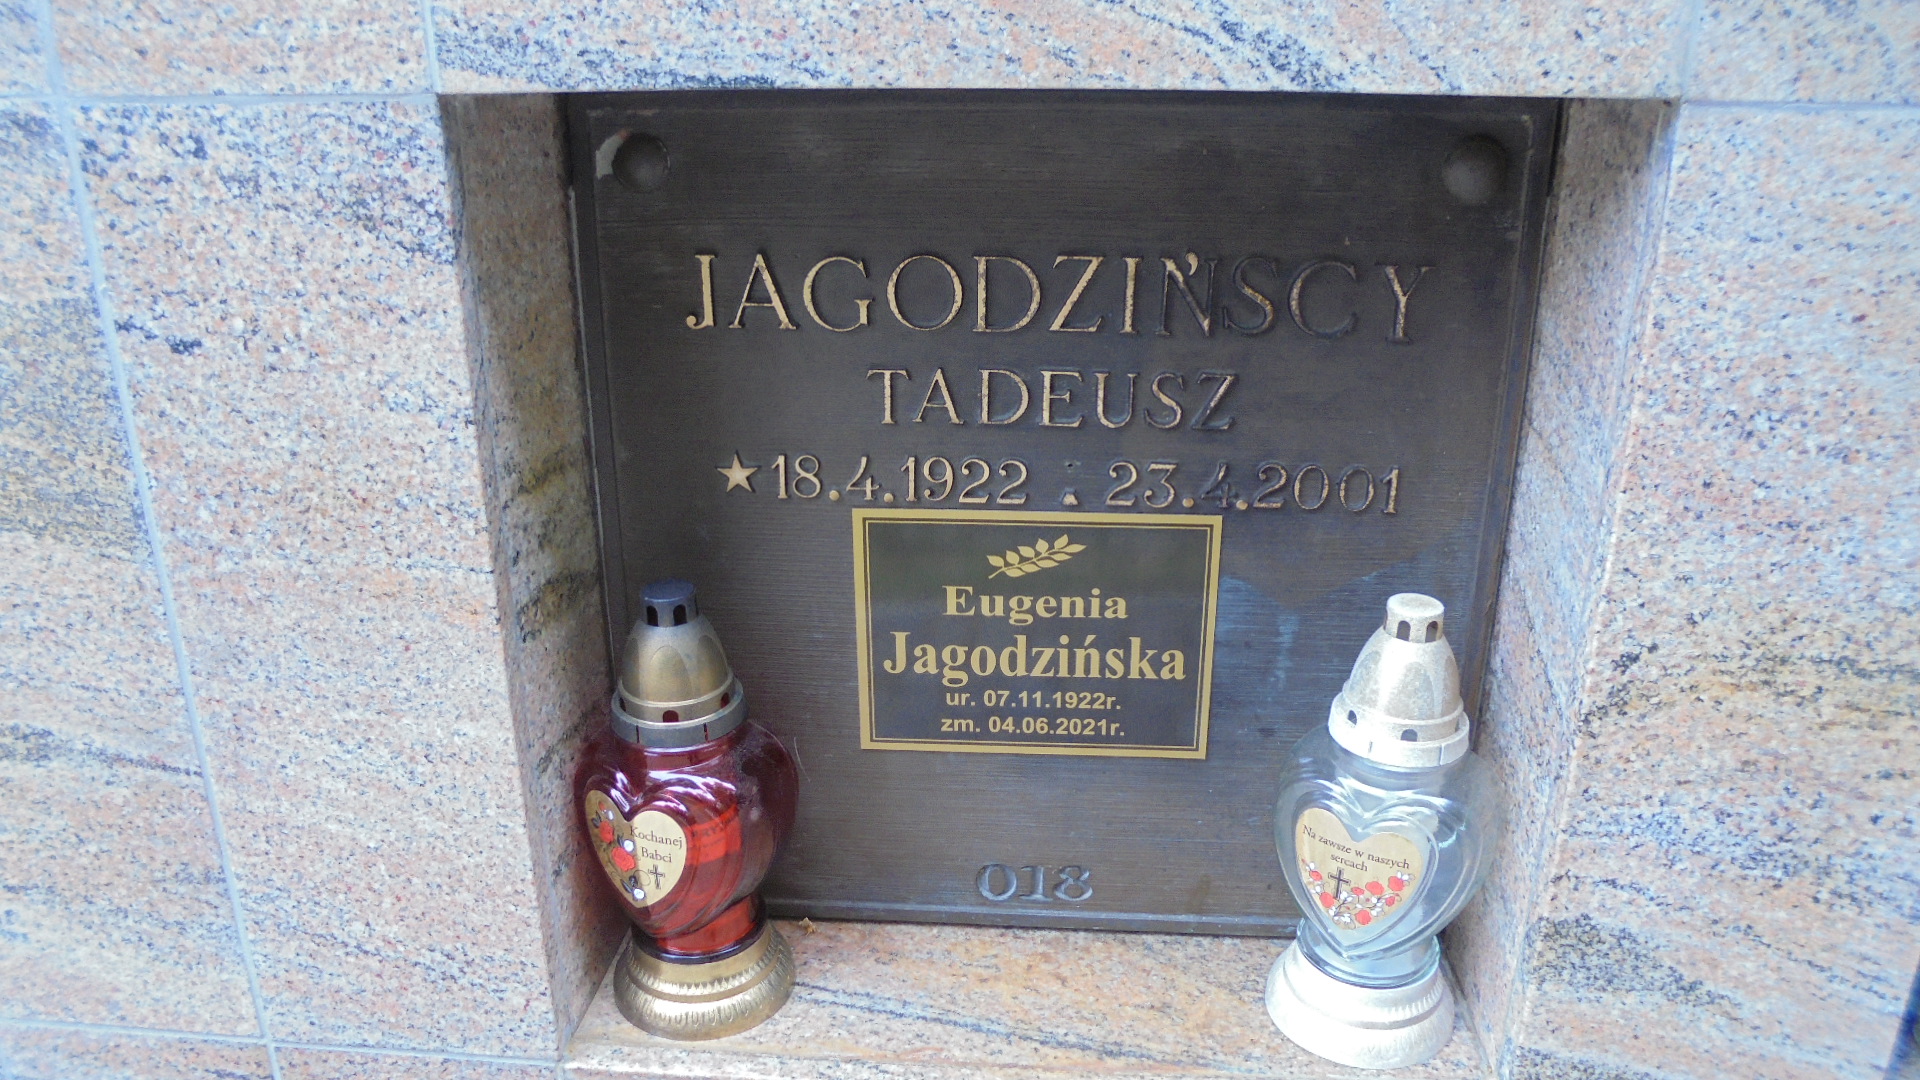 JAGODZIŃSCY
TADEUSZ
★18.4.1922 : 23.4.2001
Eugenia
Jagodzińska
ur. 07.11.1922r.
zm. 04.06.2021r.
Kochanej
Babci
Na zawsze w naszych
sercach
018